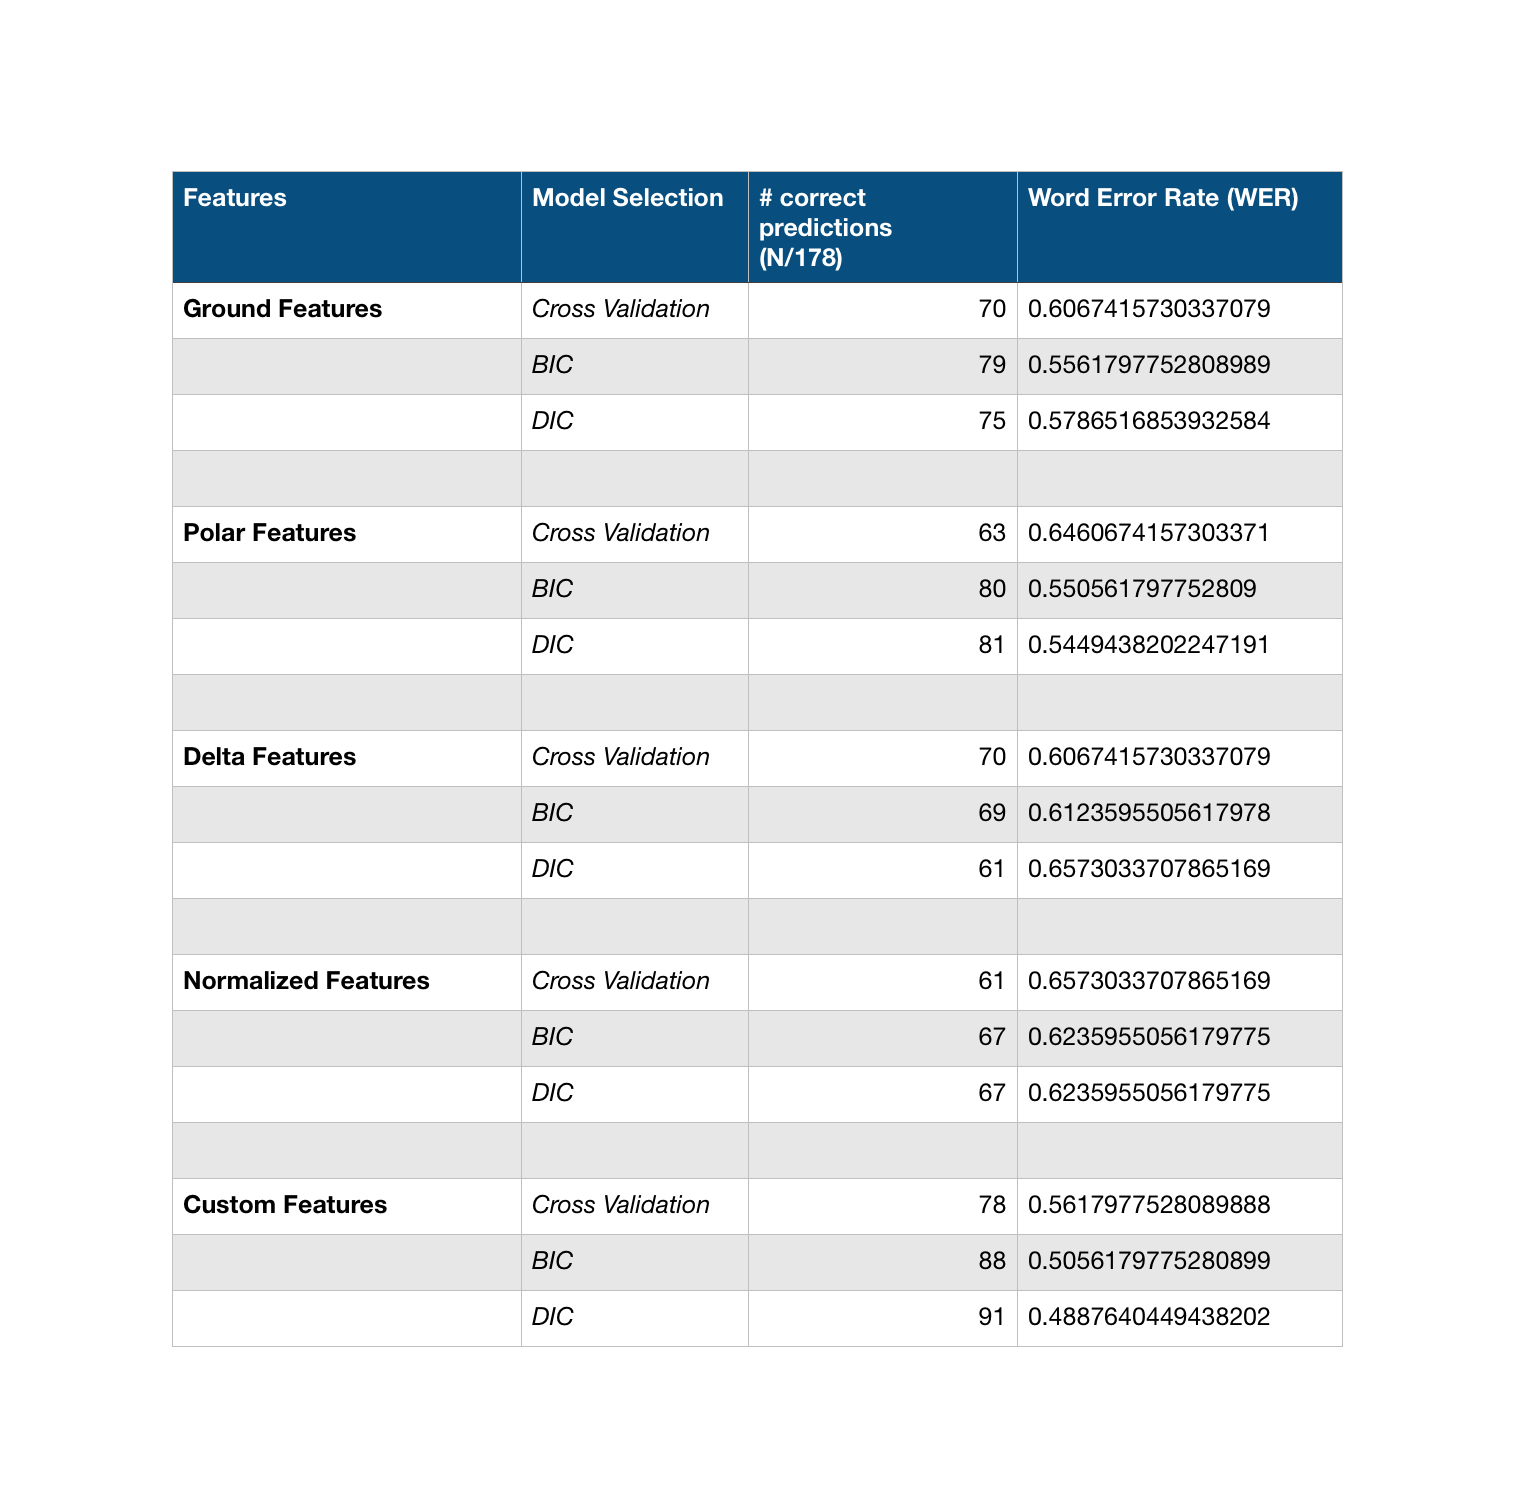 Features Model Selection # correct predictions (N/178) Word Error Rate (WER)
Ground Features Cross Validation 70 0.6067415730337079
BIC 79 0.5561797752808989
DIC 75 0.5786516853932584
Polar Features Cross Validation 63 0.6460674157303371
BIC 80 0.550561797752809
DIC 81 0.5449438202247191
Delta Features Cross Validation 70 0.6067415730337079
BIC 69 0.6123595505617978
DIC 61 0.6573033707865169
Normalized Features Cross Validation 61 0.6573033707865169
BIC 67 0.6235955056179775
DIC 67 0.6235955056179775
Custom Features Cross Validation 78 0.5617977528089888
BIC 88 0.5056179775280899
DIC 91 0.4887640449438202